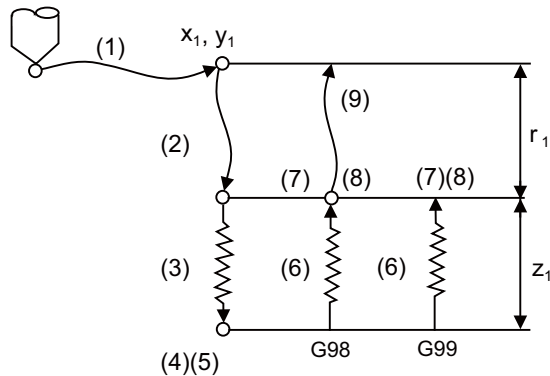 (1)
x1, y1
(9)
(2)
r1
(7) (8) (7)(8)
(3) (6) (6) z1
(4)(5)
G98 G99